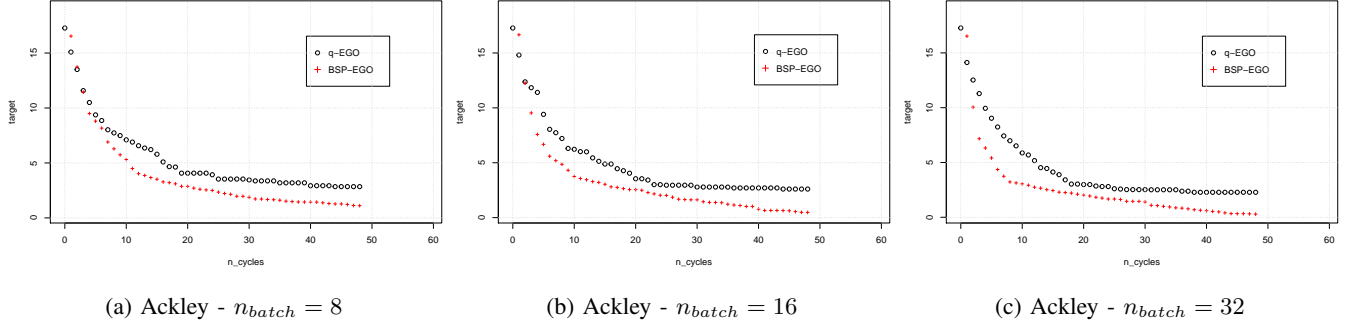 15
10
5
0
target
q−EGO
BSP−EGO
0 10 20 30 40 50 60
n_cycles
(a) Ackley - n_batch = 8
15
10
5
0
target
q−EGO
BSP−EGO
0 10 20 30 40 50 60
n_cycles
(b) Ackley - n_batch = 16
15
10
5
0
target
q−EGO
BSP−EGO
0 10 20 30 40 50 60
n_cycles
(c) Ackley - n_batch = 32